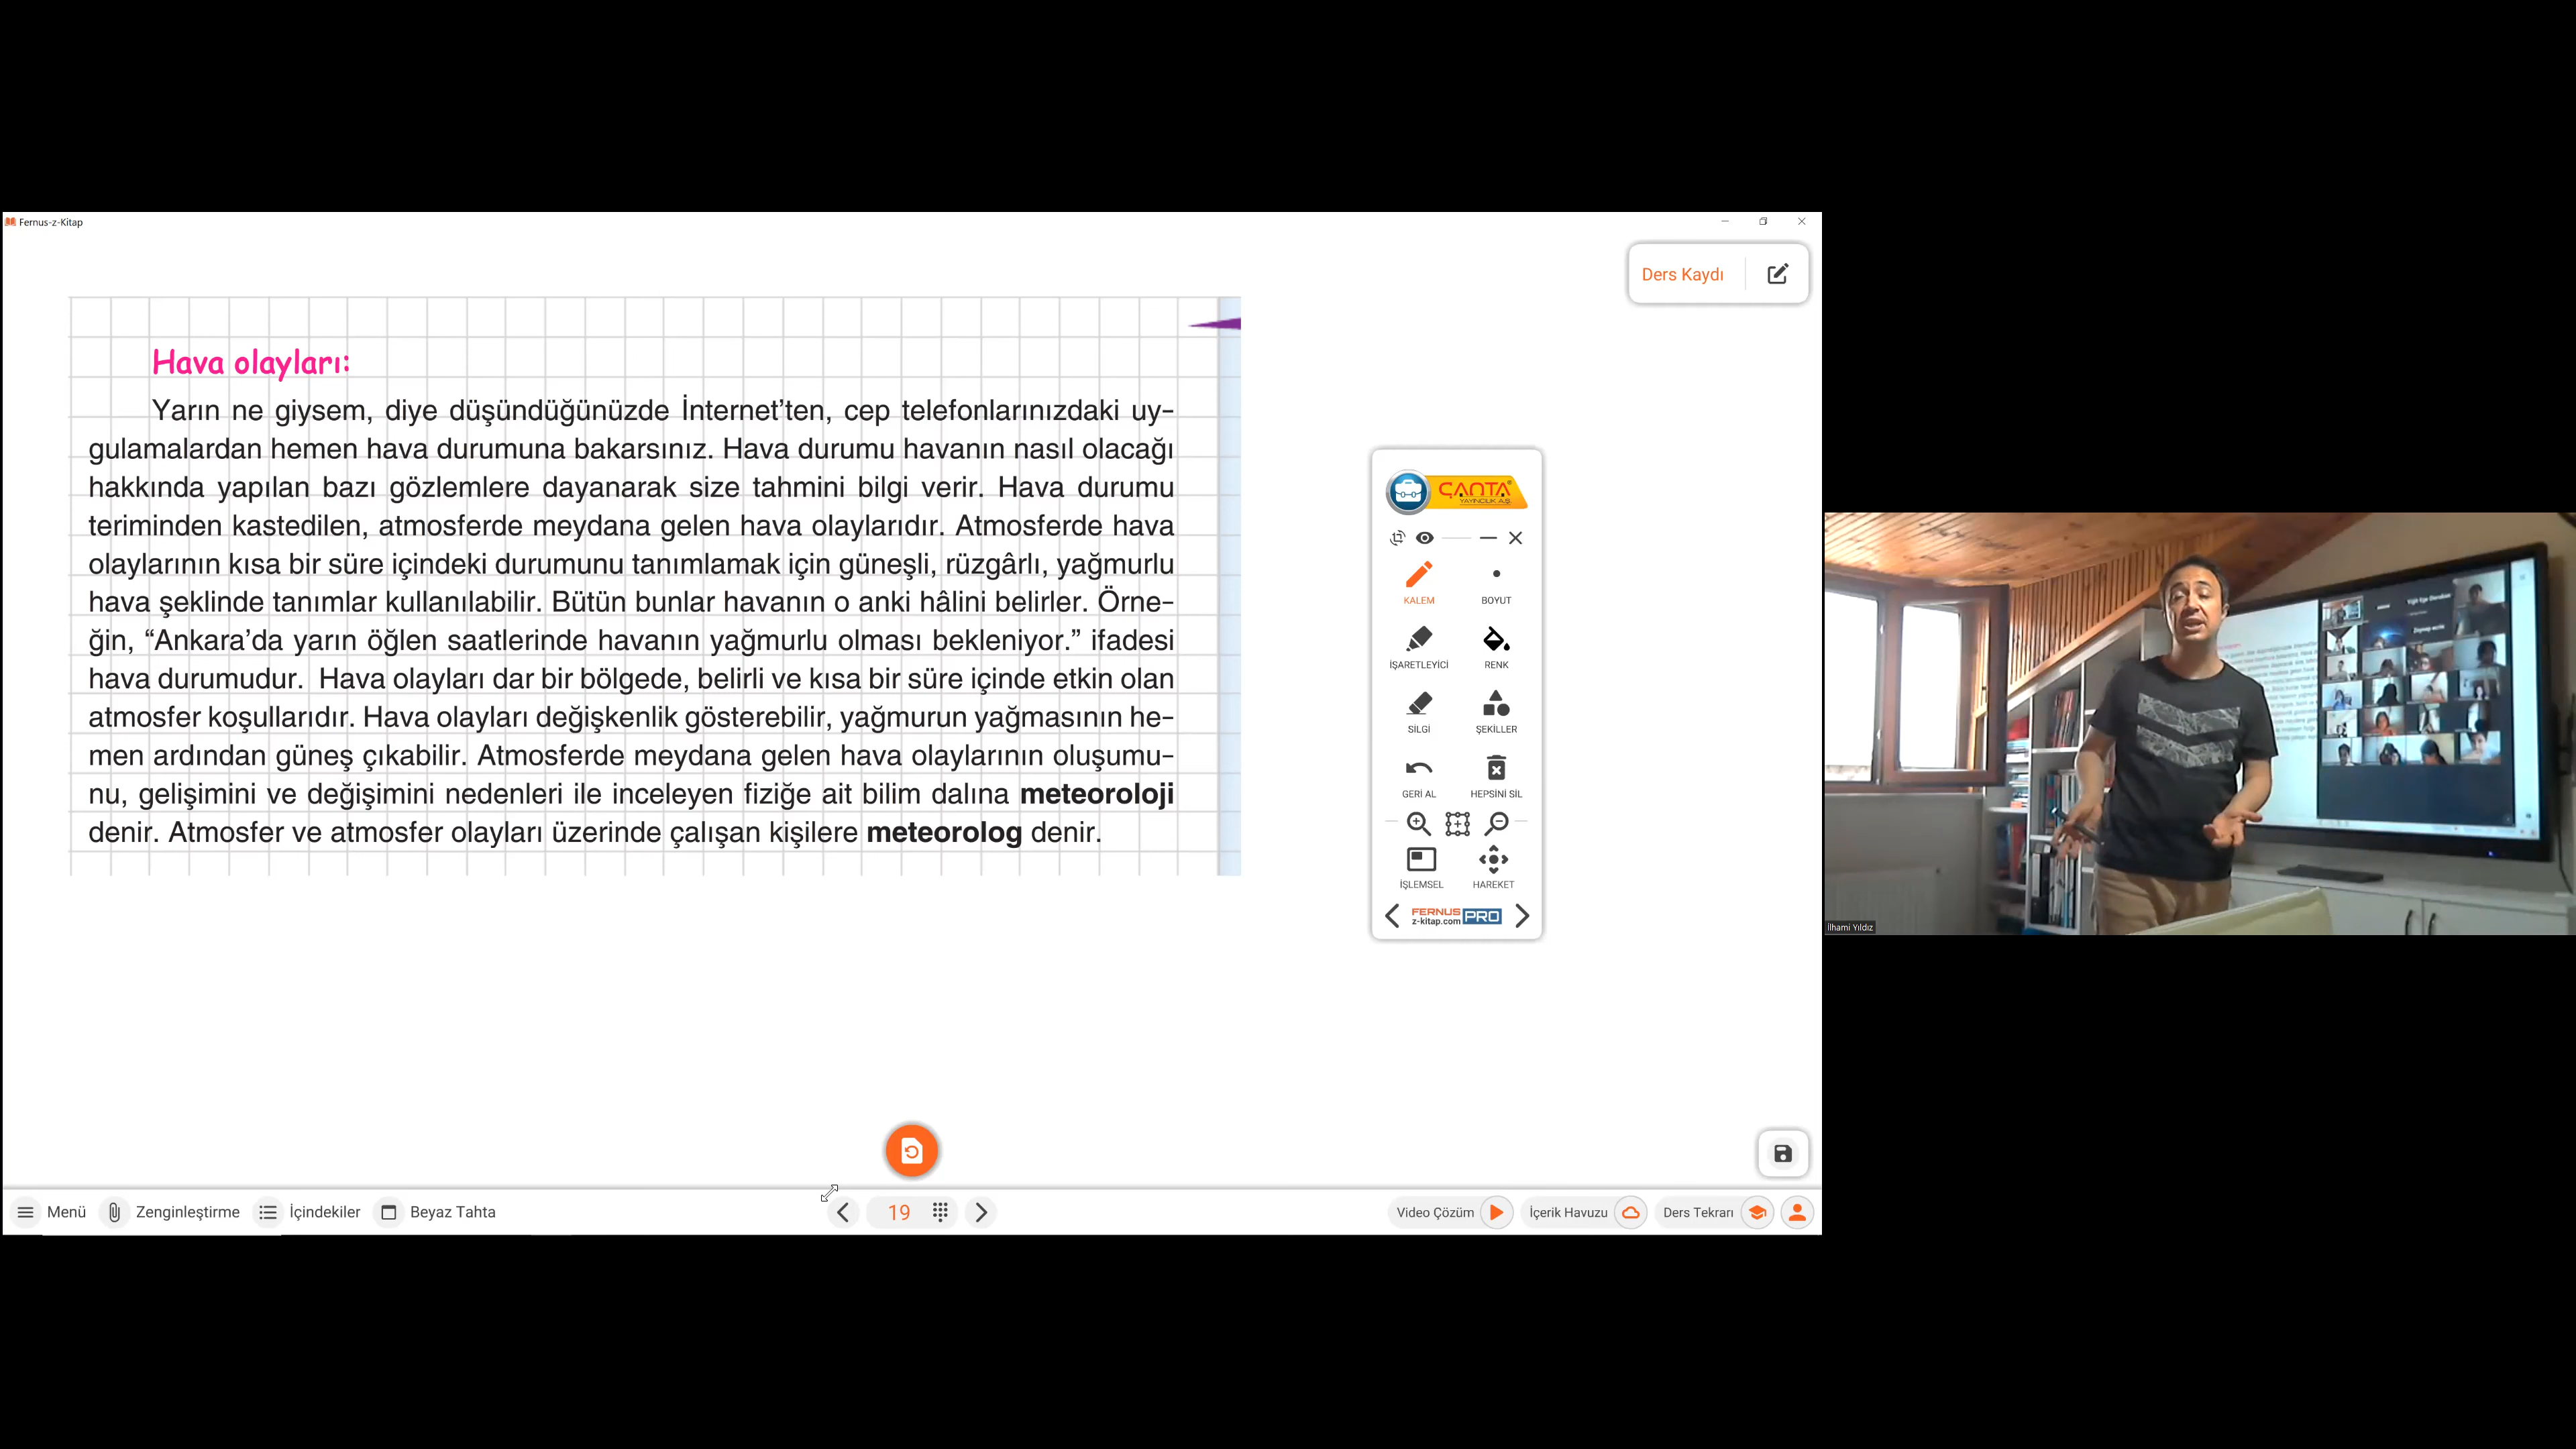 Fernus-z-Kitap
Ders Kaydı
Hava olayları:
Yarın ne giysem, diye düşündüğünüzde İnternet’ten, cep telefonlarınızdaki uy-
gulamalardan hemen hava durumuna bakarsınız. Hava durumu havanın nasıl olacağı
hakkında yapılan bazı gözlemlere dayanarak size tahmini bilgi verir. Hava durumu
teriminden kastedilen, atmosferde meydana gelen hava olaylarıdır. Atmosferde hava
olaylarının kısa bir süre içindeki durumunu tanımlamak için güneşli, rüzgârlı, yağmurlu
hava şeklinde tanımlar kullanılabilir. Bütün bunlar havanın o anki hâlini belirler. Örne-
ğin, “Ankara’da yarın öğlen saatlerinde havanın yağmurlu olması bekleniyor.” ifadesi
hava durumudur. Hava olayları dar bir bölgede, belirli ve kısa bir süre içinde etkin olan
atmosfer koşullarıdır. Hava olayları değişkenlik gösterebilir, yağmurun yağmasının he-
men ardından güneş çıkabilir. Atmosferde meydana gelen hava olaylarının oluşumu-
nu, gelişimini ve değişimini nedenleri ile inceleyen fiziğe ait bilim dalına meteoroloji
denir. Atmosfer ve atmosfer olayları üzerinde çalışan kişilere meteorolog denir.
ÇANTA
YAYINCILIK A.Ş.
KALEM BOYUT
İŞARETLEYİCİ RENK
SİLGİ ŞEKİLLER
GERİ AL HEPSİNİ SİL
İŞLEMSEL HAREKET
FERNUS PRO
z-kitap.com
İlhami Yıldız
Menü Zenginleştirme İçindekiler Beyaz Tahta 19 Video Çözüm İçerik Havuzu Ders Tekrarı